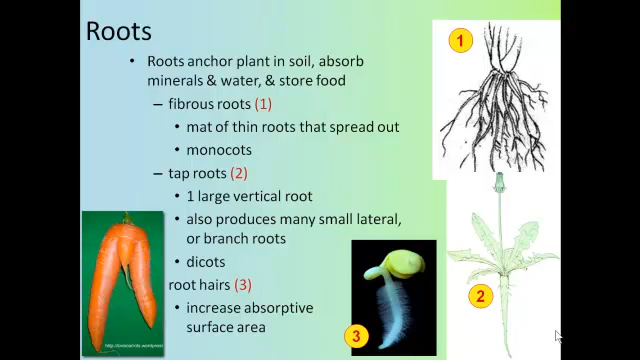 Roots
• Roots anchor plant in soil, absorb
minerals & water, & store food
– fibrous roots (1)
• mat of thin roots that spread out
• monocots
– tap roots (2)
• 1 large vertical root
• also produces many small lateral,
or branch roots
• dicots
root hairs (3)
• increase absorptive
surface area
1
2
3